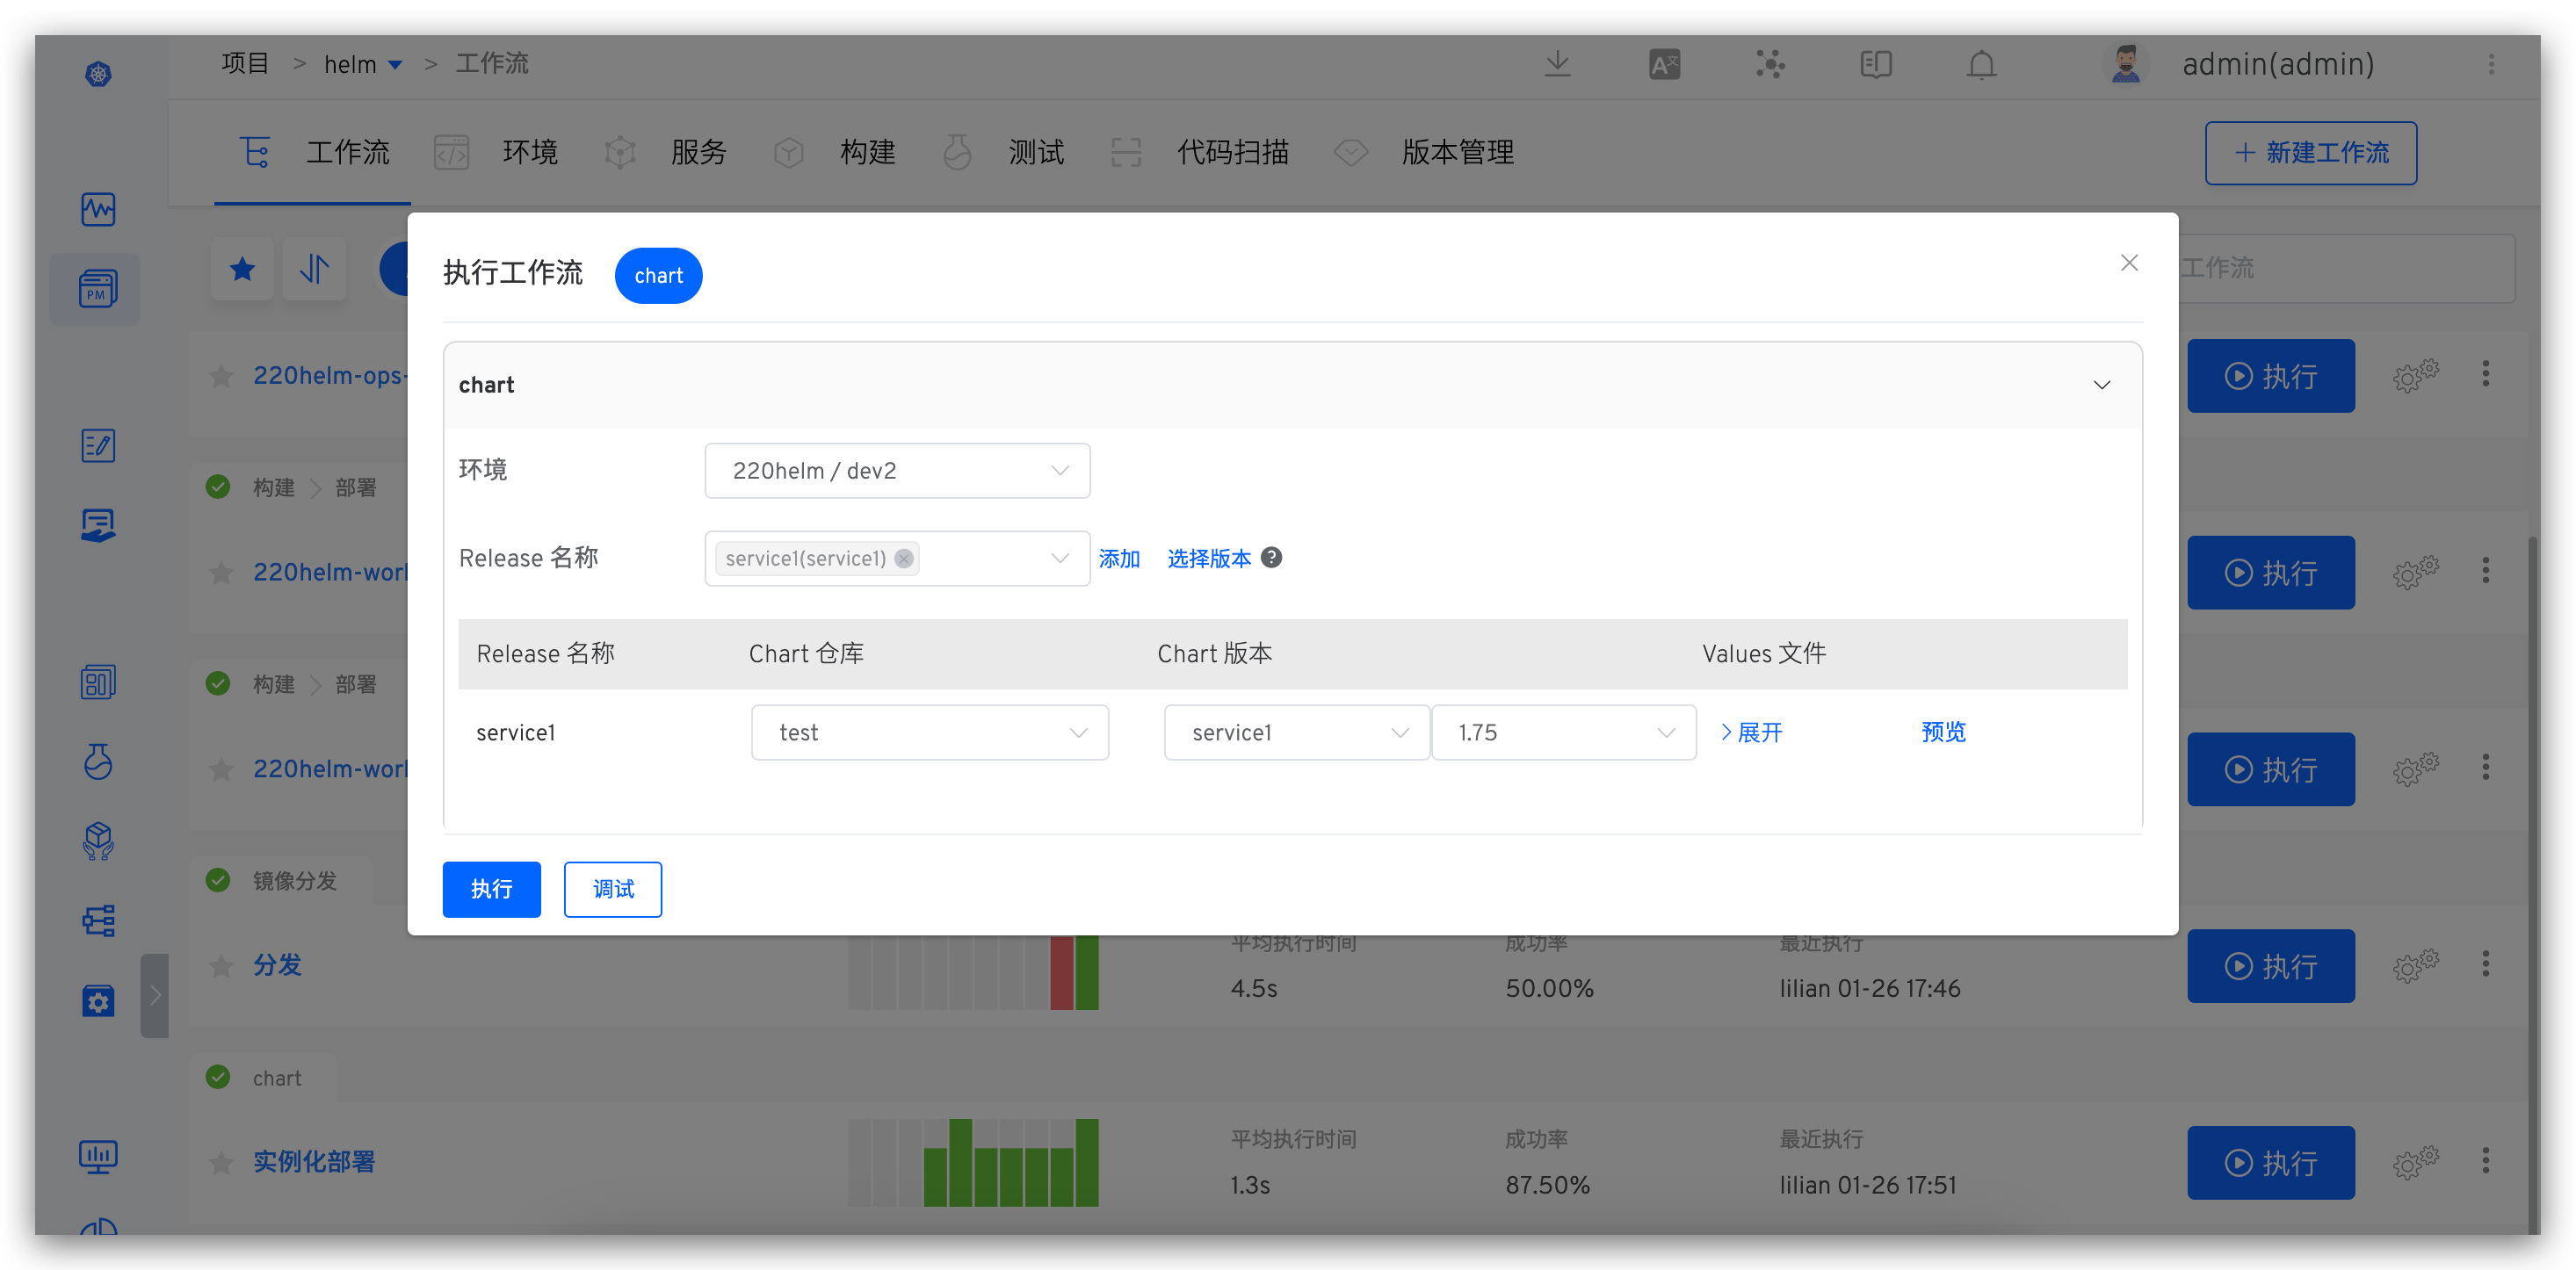 项目 > helm > 工作流
A文
admin(admin)
工作流 环境 服务 构建 测试 代码扫描 版本管理
+ 新建工作流
PM
执行工作流 chart
工作流
chart
220helm-ops-
执行
环境 220helm / dev2
构建 > 部署
Release 名称 service1(service1) 添加 选择版本 ?
220helm-worl
执行
Release 名称 Chart 仓库 Chart 版本 Values 文件
构建 > 部署
service1 test service1 1.75 > 展开 预览
220helm-worl
执行
镜像分发
执行 调试
平均执行时间 成功率 最近执行
分发
4.5s 50.00% lilian 01-26 17:46
执行
chart
平均执行时间 成功率 最近执行
实例化部署
1.3s 87.50% lilian 01-26 17:51
执行